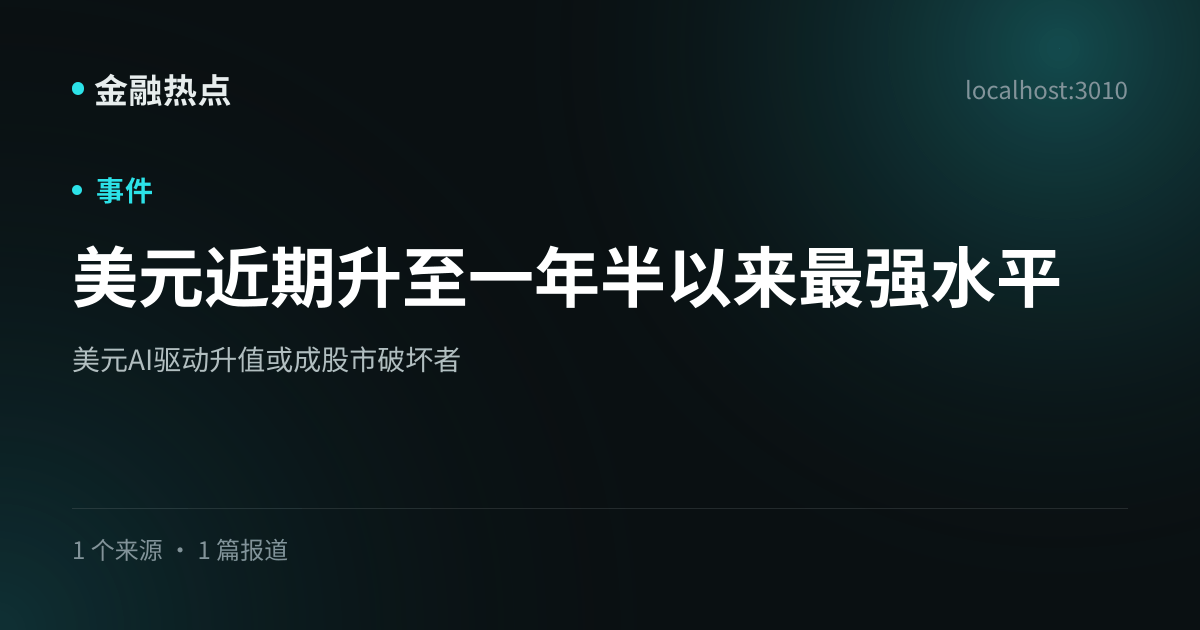 金融热点
localhost:3010
事件
美元近期升至一年半以来最强水平
美元AI驱动升值或成股市破坏者
1 个来源 • 1 篇报道